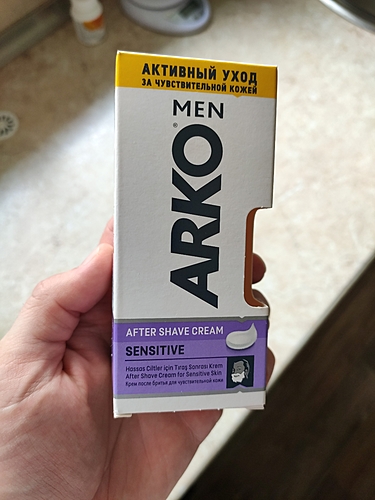 АКТИВНЫЙ УХОД
ЗА ЧУВСТВИТЕЛЬНОЙ КОЖЕЙ
MEN
ARKO®
AFTER SHAVE CREAM
SENSITIVE
Hassas Ciltler için Tıraş Sonrası Krem
After Shave Cream for Sensitive Skin
Крем после бритья для чувствительной кожи